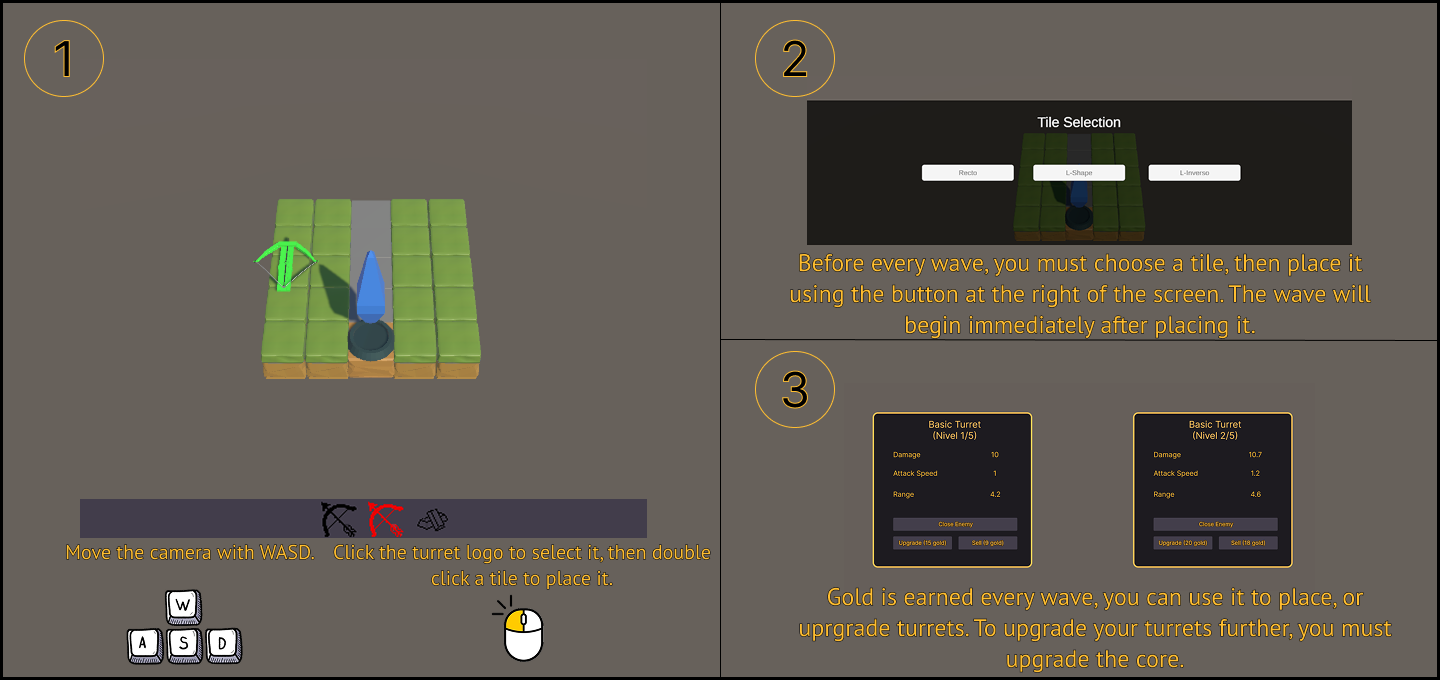 1
Move the camera with WASD.
Click the turret logo to select it, then double
click a tile to place it.
W
A S D
2
Tile Selection
Recto L-Shape L-Inverso
Before every wave, you must choose a tile, then place it
using the button at the right of the screen. The wave will
begin immediately after placing it.
3
Basic Turret
(Nivel 1/5)
Damage 10
Attack Speed 1
Range 4.2
Close Enemy
Upgrade (15 gold) Sell (9 gold)
Basic Turret
(Nivel 2/5)
Damage 10.7
Attack Speed 1.2
Range 4.6
Close Enemy
Upgrade (20 gold) Sell (18 gold)
Gold is earned every wave, you can use it to place, or
uprgrade turrets. To upgrade your turrets further, you must
upgrade the core.